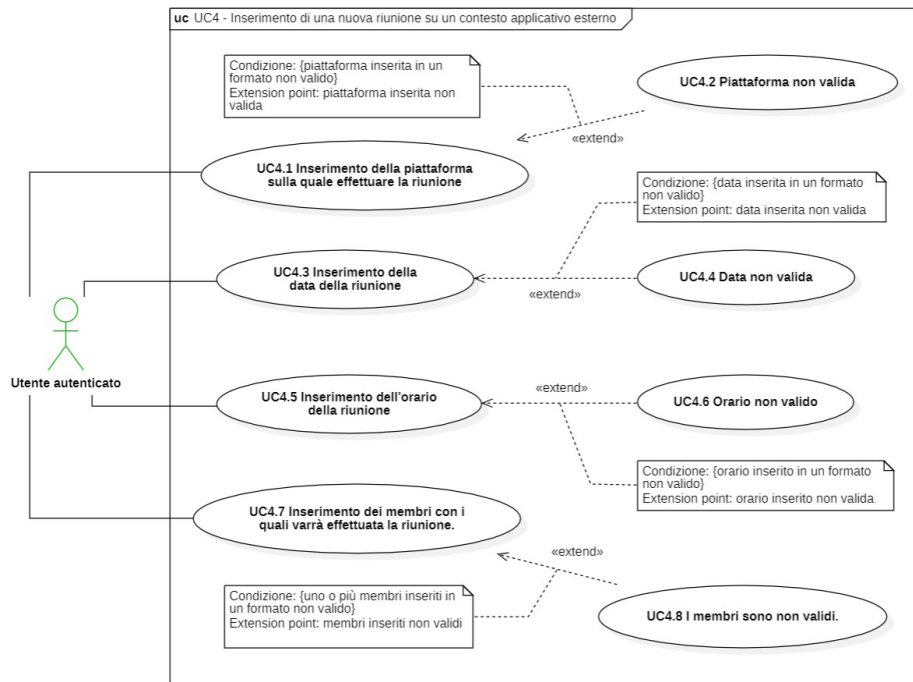 uc UC4 - Inserimento di una nuova riunione su un contesto applicativo esterno
Condizione: {piattaforma inserita in un
formato non valido}
Extension point: piattaforma inserita non
valida
UC4.2 Piattaforma non valida
«extend»
UC4.1 Inserimento della piattaforma
sulla quale effettuare la riunione
Condizione: {data inserita in un formato
non valido}
Extension point: data inserita non valida
UC4.3 Inserimento della
data della riunione
UC4.4 Data non valida
«extend»
Utente autenticato
«extend»
UC4.5 Inserimento dell'orario
della riunione
UC4.6 Orario non valido
Condizione: {orario inserito in un formato
non valido}
Extension point: orario inserito non valida
UC4.7 Inserimento dei membri con i
quali varrà effettuata la riunione.
«extend»
Condizione: {uno o più membri inseriti in
un formato non valido}
Extension point: membri inseriti non validi
UC4.8 I membri sono non validi.